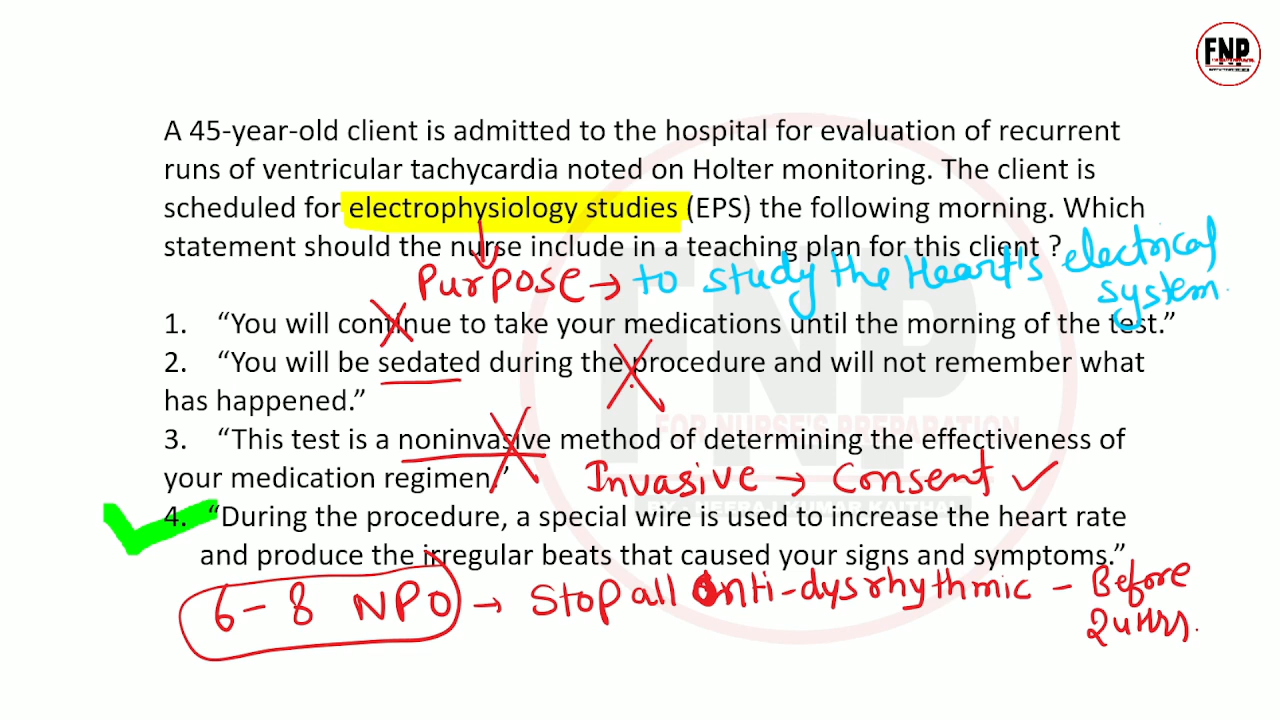 FNP
A 45-year-old client is admitted to the hospital for evaluation of recurrent
runs of ventricular tachycardia noted on Holter monitoring. The client is
scheduled for electrophysiology studies (EPS) the following morning. Which
statement should the nurse include in a teaching plan for this client ?
Purpose → to study the Heart's electrical
system.
1. “You will continue to take your medications until the morning of the test.”
2. “You will be sedated during the procedure and will not remember what
has happened.”
FOR NURSE'S PREPARATION
3. “This test is a noninvasive method of determining the effectiveness of
your medication regimen.”
Invasive → Consent ✓
4. “During the procedure, a special wire is used to increase the heart rate
and produce the irregular beats that caused your signs and symptoms.”
6-8 NPO → Stop all Anti-dysrhythmic - Before
24Hrs.